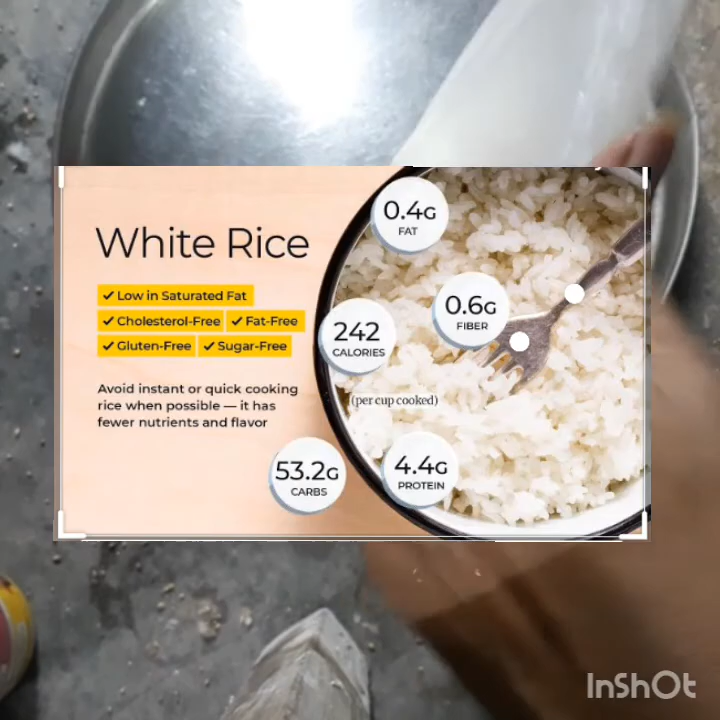 White Rice
✓ Low in Saturated Fat
✓ Cholesterol-Free ✓ Fat-Free
✓ Gluten-Free ✓ Sugar-Free
Avoid instant or quick cooking
rice when possible — it has
fewer nutrients and flavor
0.4G
FAT
0.6G
FIBER
242
CALORIES
(per cup cooked)
53.2G
CARBS
4.4G
PROTEIN
InShOt